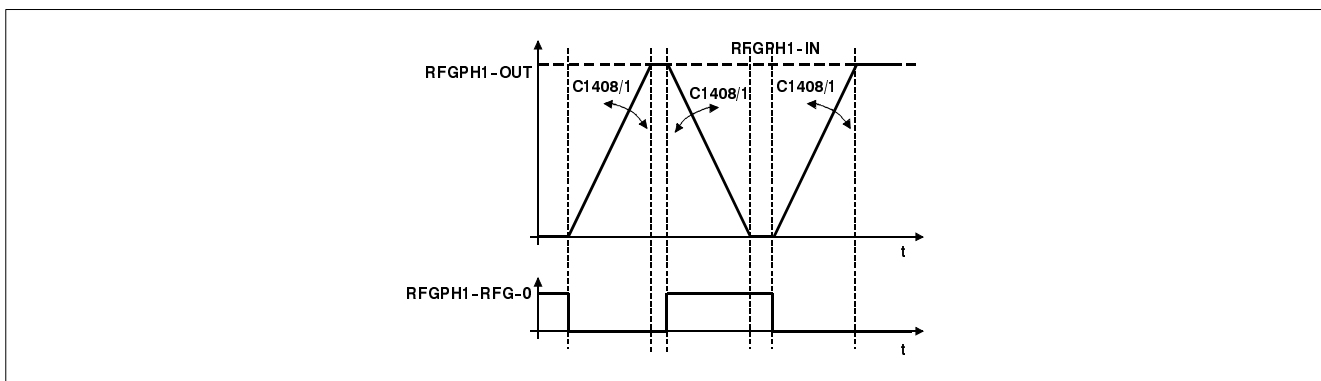 RFGPH1-IN
RFGPH1-OUT
C1408/1
C1408/1
C1408/1
t
RFGPH1-RFG-0
t